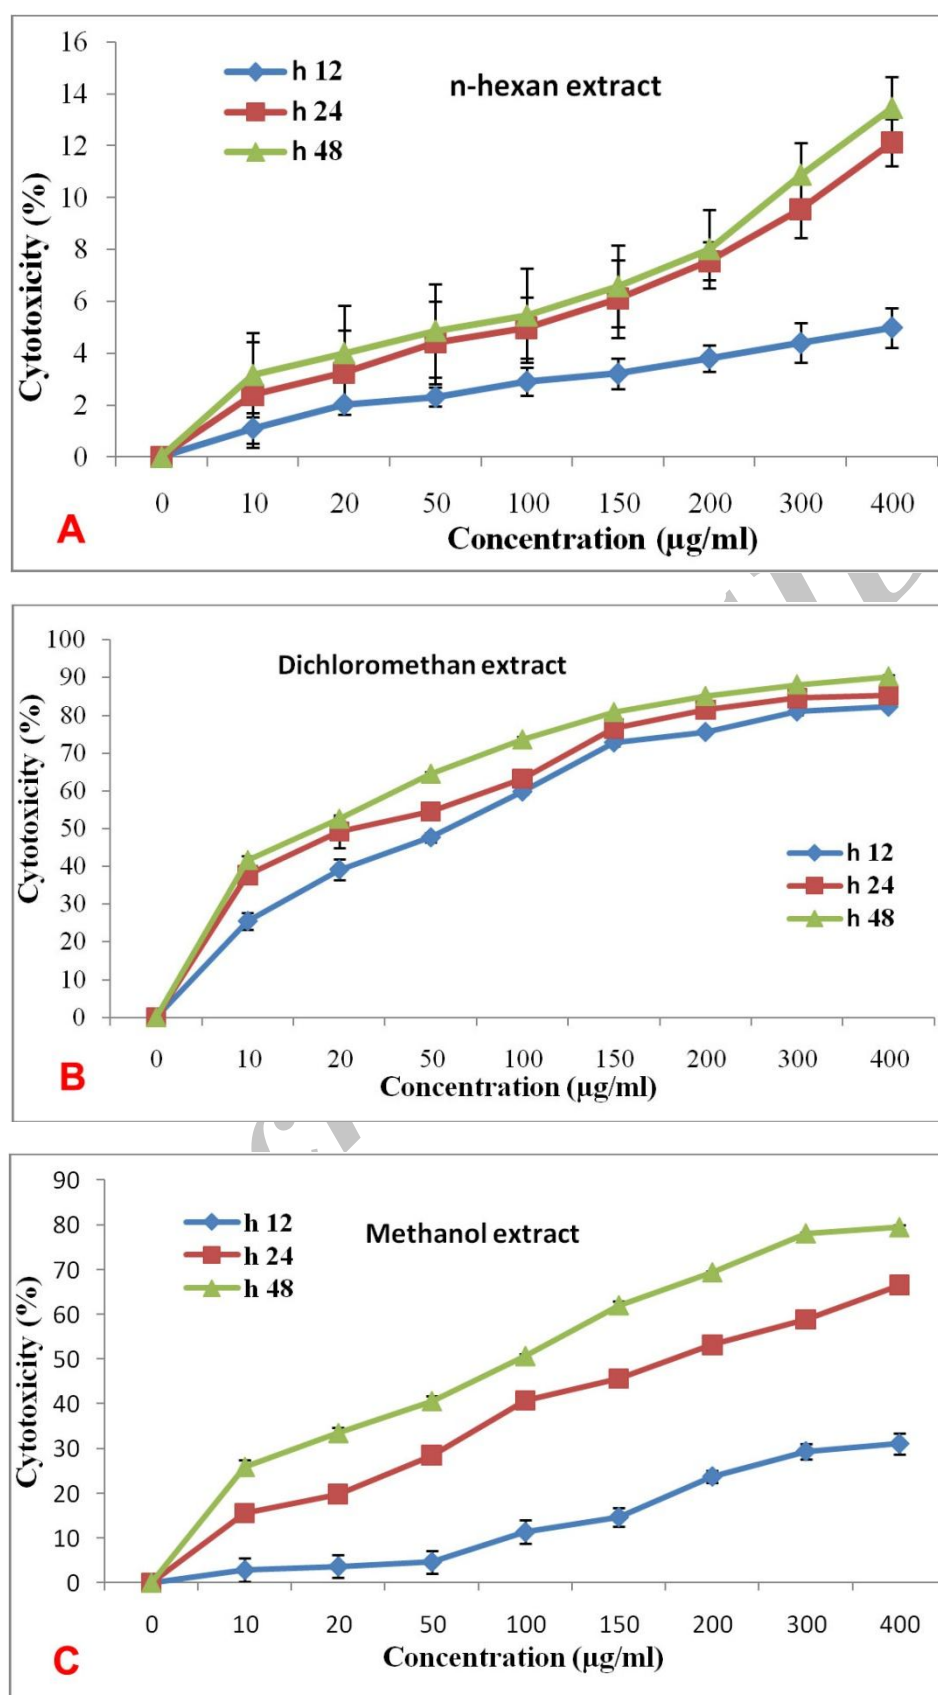 16
14
12
10
8
6
4
2
0
Cytotoxicity (%)
h 12
h 24
h 48
n-hexan extract
0 10 20 50 100 150 200 300 400
Concentration (µg/ml)
A
100
90
80
70
60
50
40
30
20
10
0
Cytotoxicity (%)
Dichloromethan extract
h 12
h 24
h 48
0 10 20 50 100 150 200 300 400
Concentration (µg/ml)
B
90
80
70
60
50
40
30
20
10
0
Cytotoxicity (%)
h 12
h 24
h 48
Methanol extract
0 10 20 50 100 150 200 300 400
Concentration (µg/ml)
C